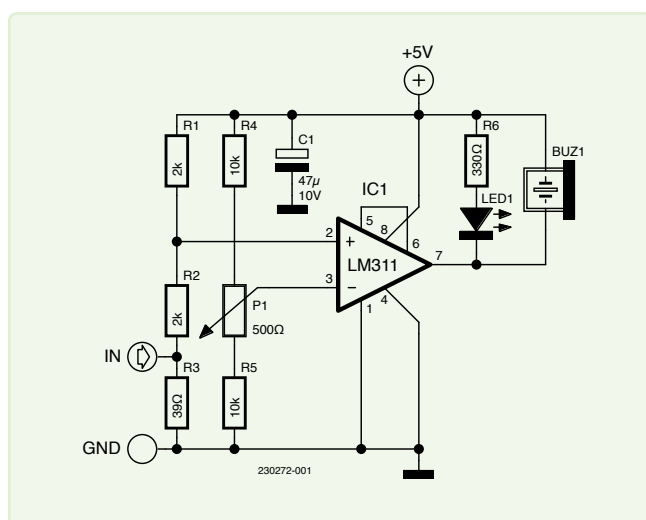 +5V
R1
R4
R6
2k
10k
C1
330Ω
BUZ1
47µ
10V
IC1
LED1
5
8
6
2
+
LM311
7
3
−
4
1
R2
2k
P1
500Ω
IN
R3
R5
39Ω
10k
GND
230272-001